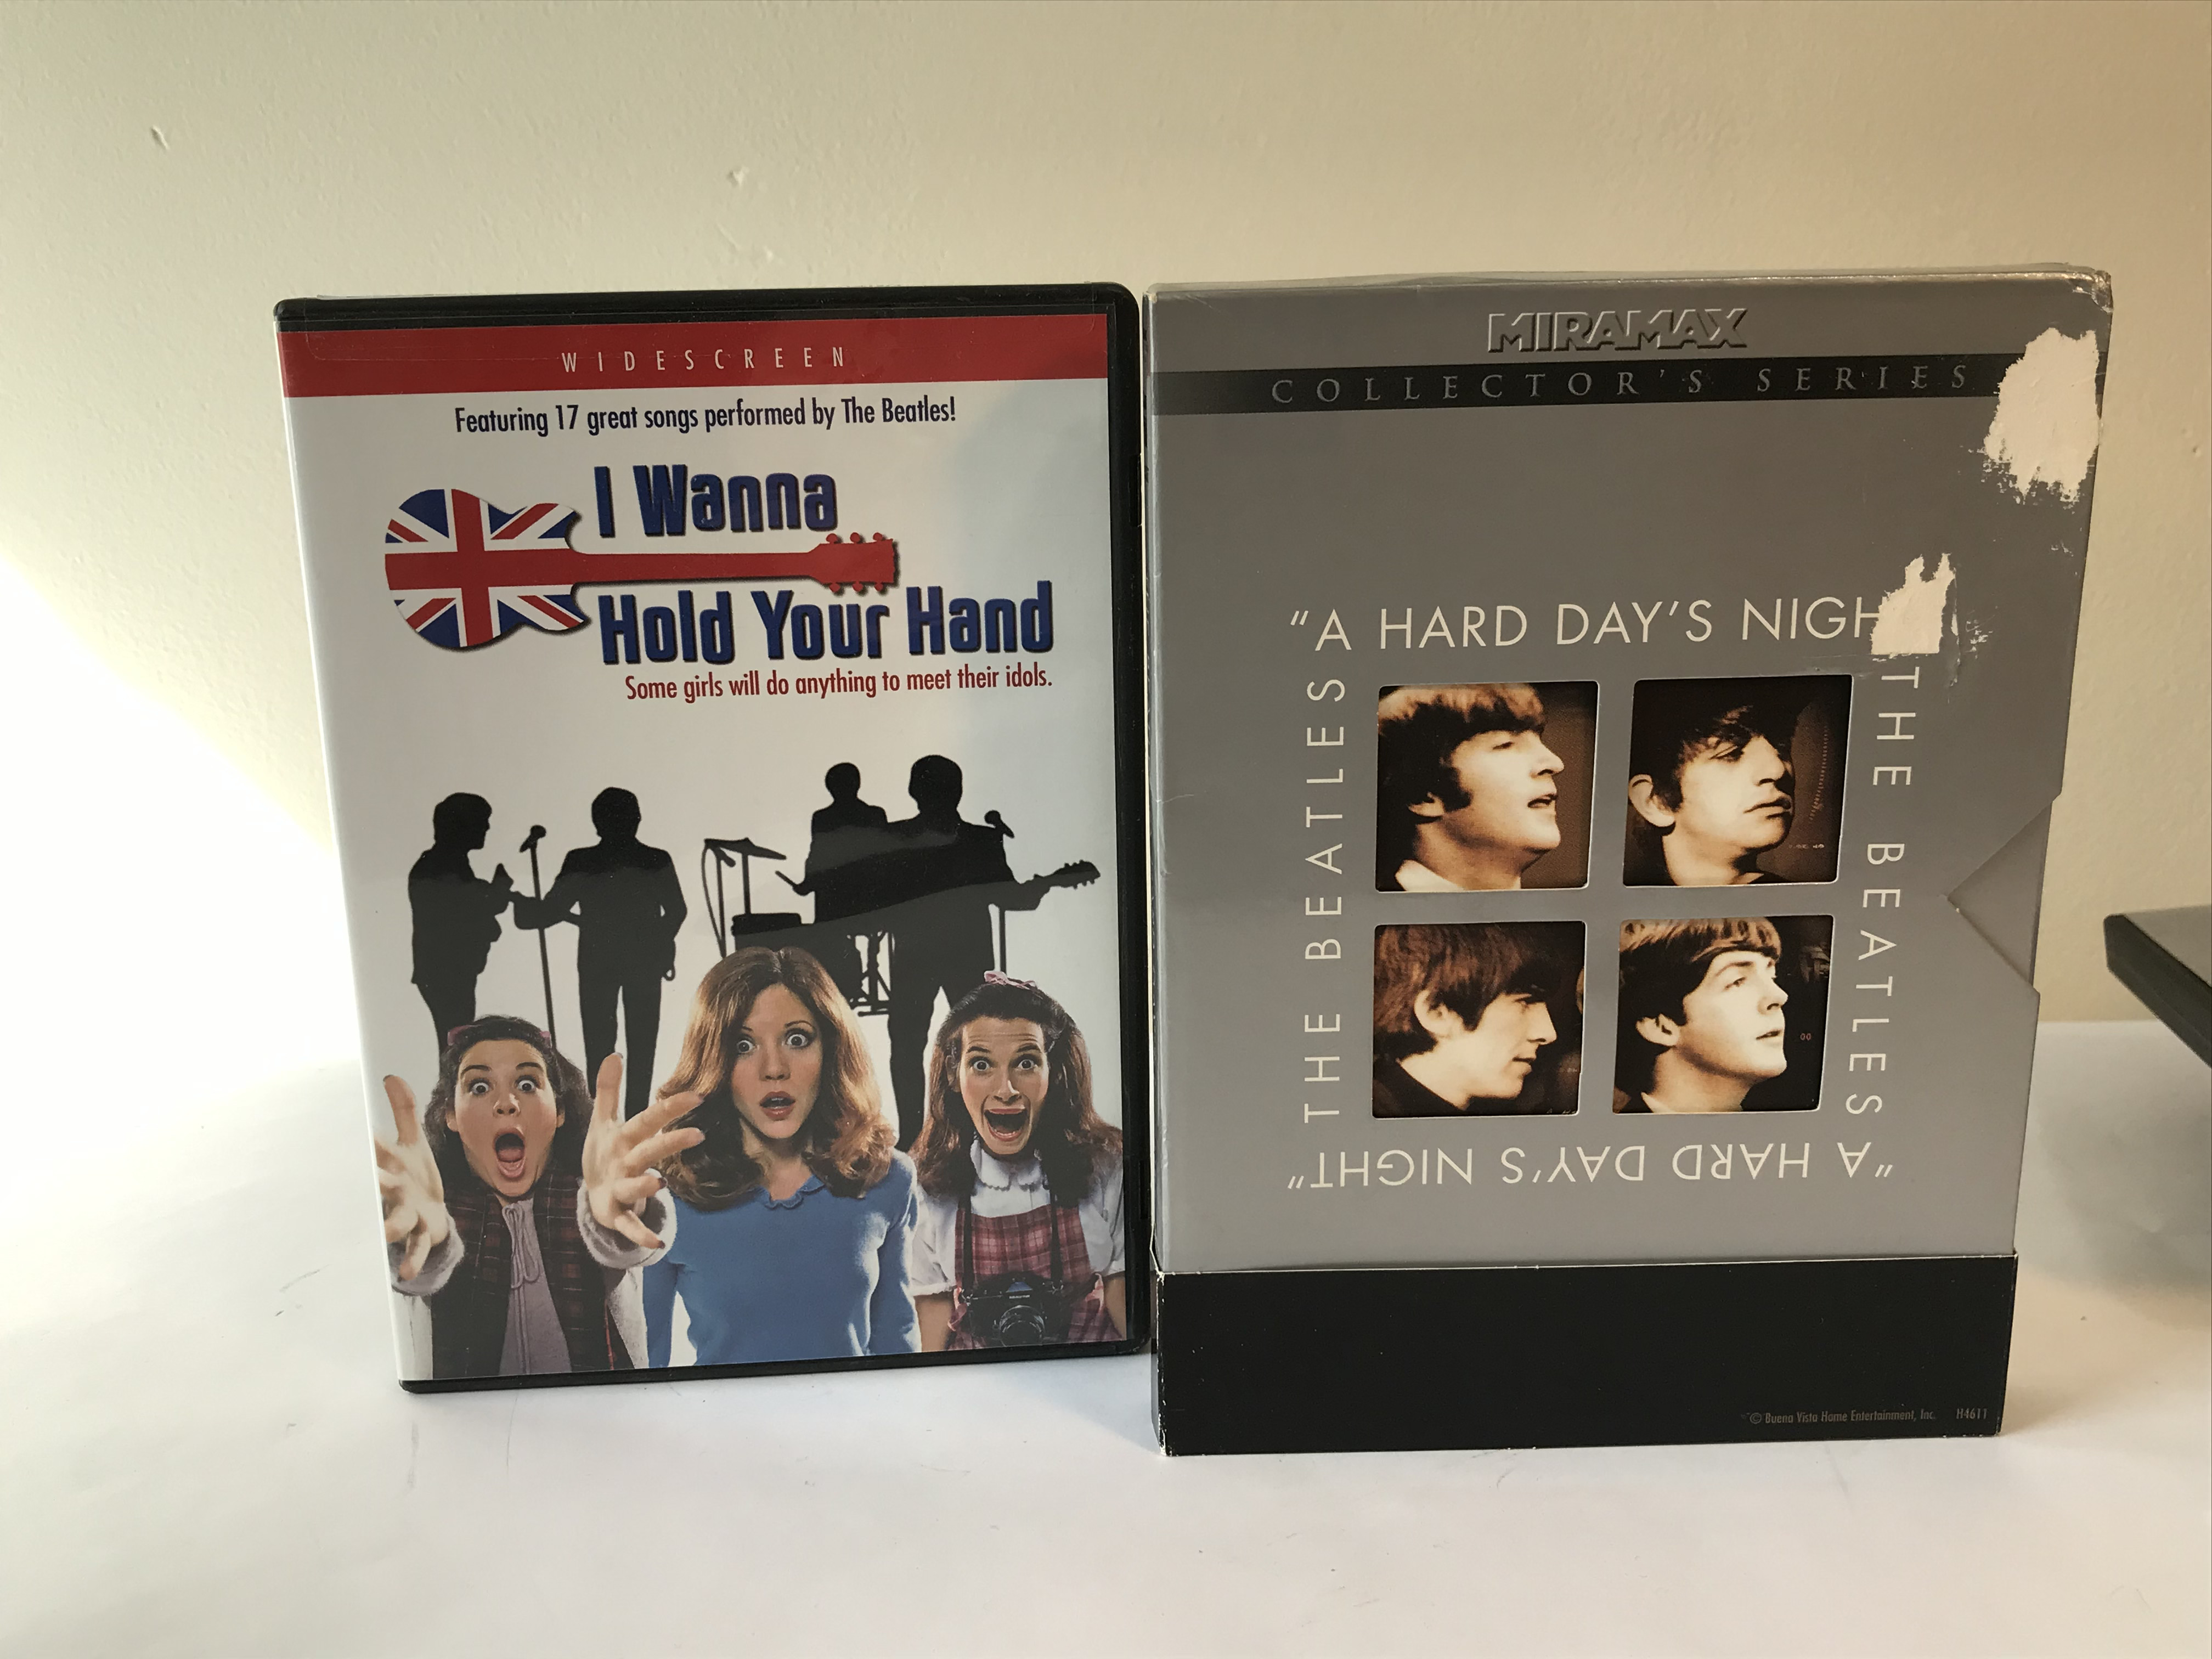 WIDESCREEN
Featuring 17 great songs performed by The Beatles!
I Wanna
Hold Your Hand
Some girls will do anything to meet their idols.
MIRAMAX
COLLECTOR'S SERIES
"A HARD DAY'S NIGH
THE BEATLES
THE BEATLES
"A HARD DAY'S NIGHT"
© Buena Vista Home Entertainment, Inc. H4611